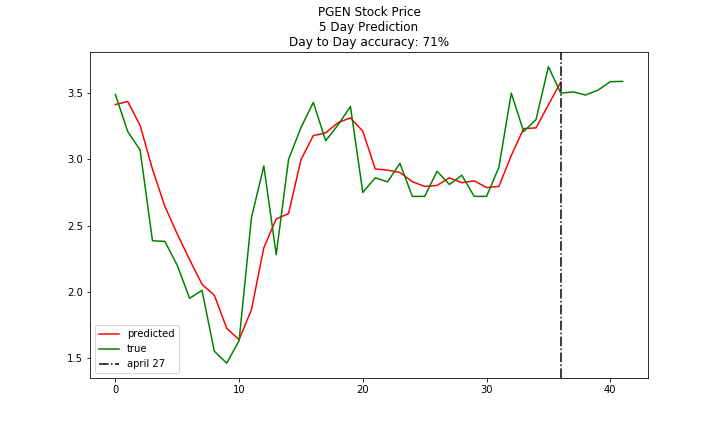 PGEN Stock Price
5 Day Prediction
Day to Day accuracy: 71%
3.5
3.0
2.5
2.0
1.5
predicted
true
april 27
0 10 20 30 40